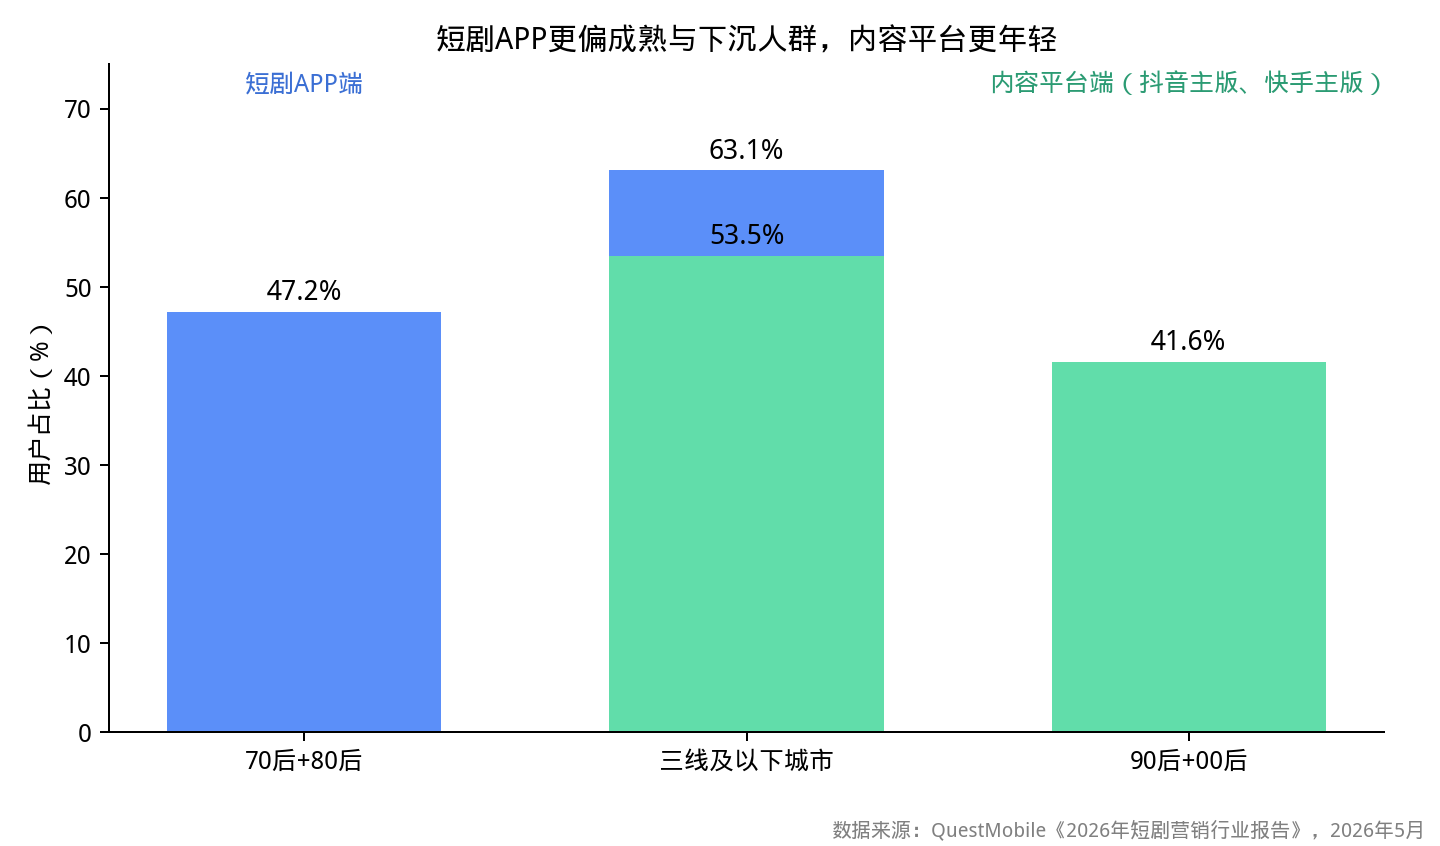 短剧APP更偏成熟与下沉人群，内容平台更年轻
短剧APP端
内容平台端（抖音主版、快手主版）
用户占比（%）
70
60
50
40
30
20
10
0
63.1%
53.5%
47.2%
41.6%
70后+80后
三线及以下城市
90后+00后
数据来源：QuestMobile《2026年短剧营销行业报告》，2026年5月